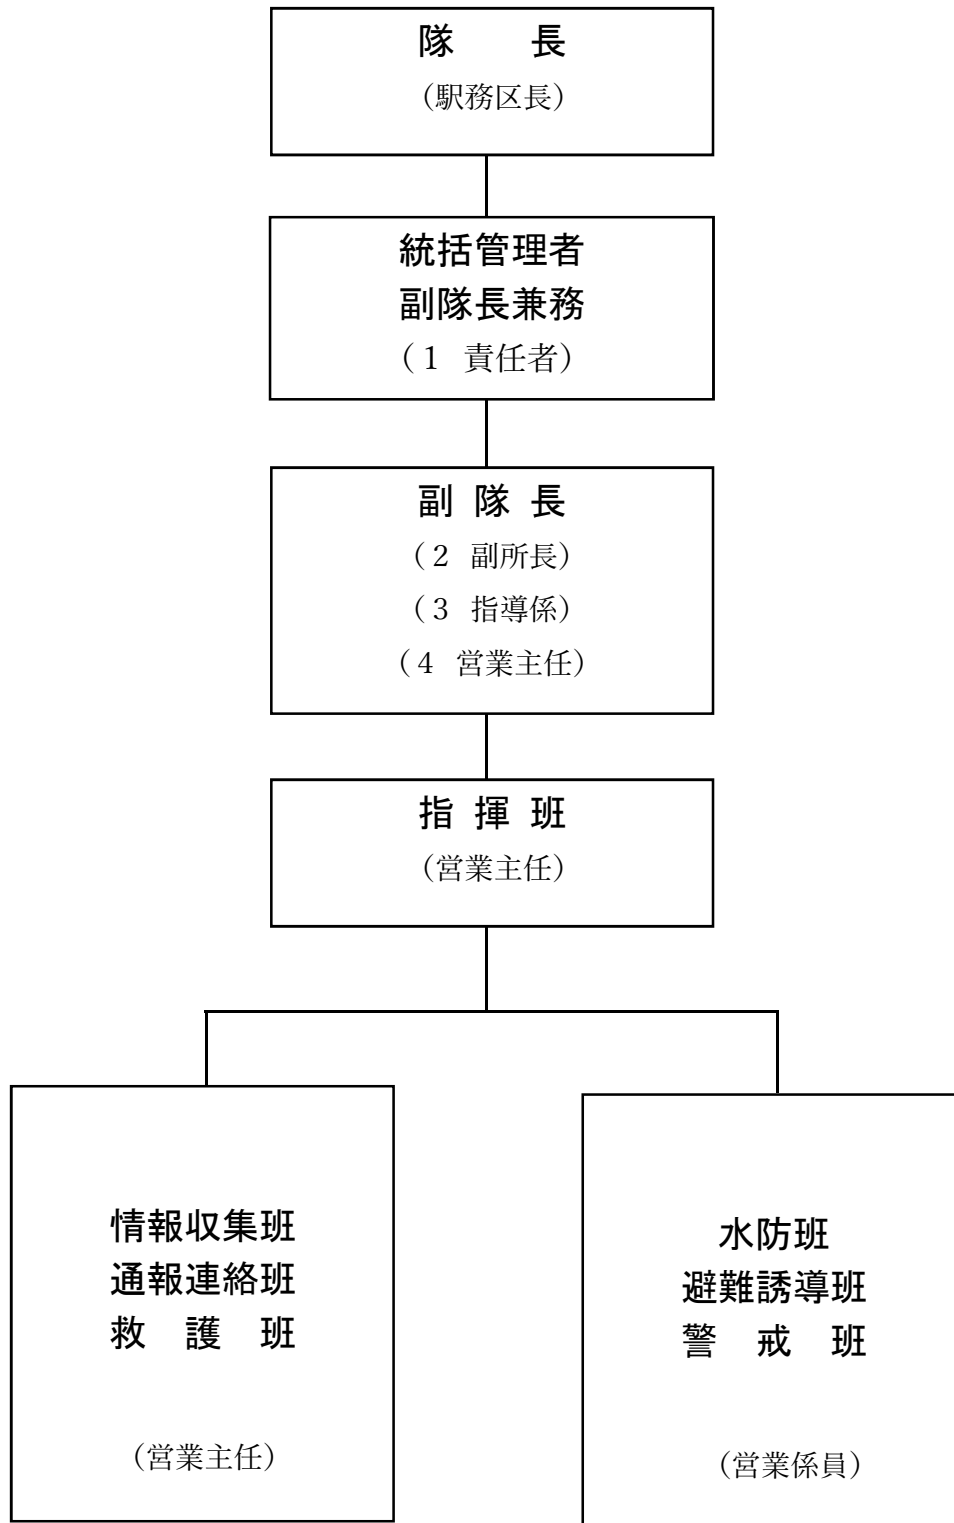 隊　　長
（駅務区長）
統括管理者
副隊長兼務
（１　責任者）
副　隊　長
（２　副所長）
（３　指導係）
（４　営業主任）
指　揮　班
（営業主任）
情報収集班
通報連絡班
救　護　班
（営業主任）
水防班
避難誘導班
警　戒　班
（営業係員）